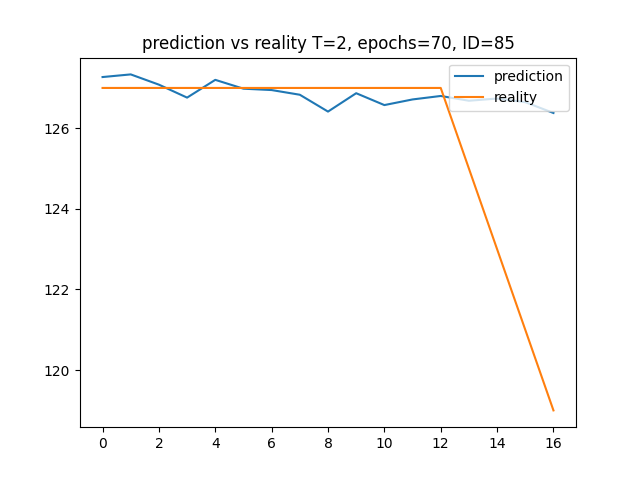 prediction vs reality T=2, epochs=70, ID=85
prediction
reality
126
124
122
120
0 2 4 6 8 10 12 14 16